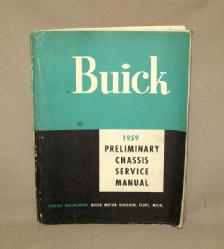 Buick
1959
PRELIMINARY
CHASSIS
SERVICE
MANUAL
SERVICE DEPARTMENT, BUICK MOTOR DIVISION, FLINT, MICH.